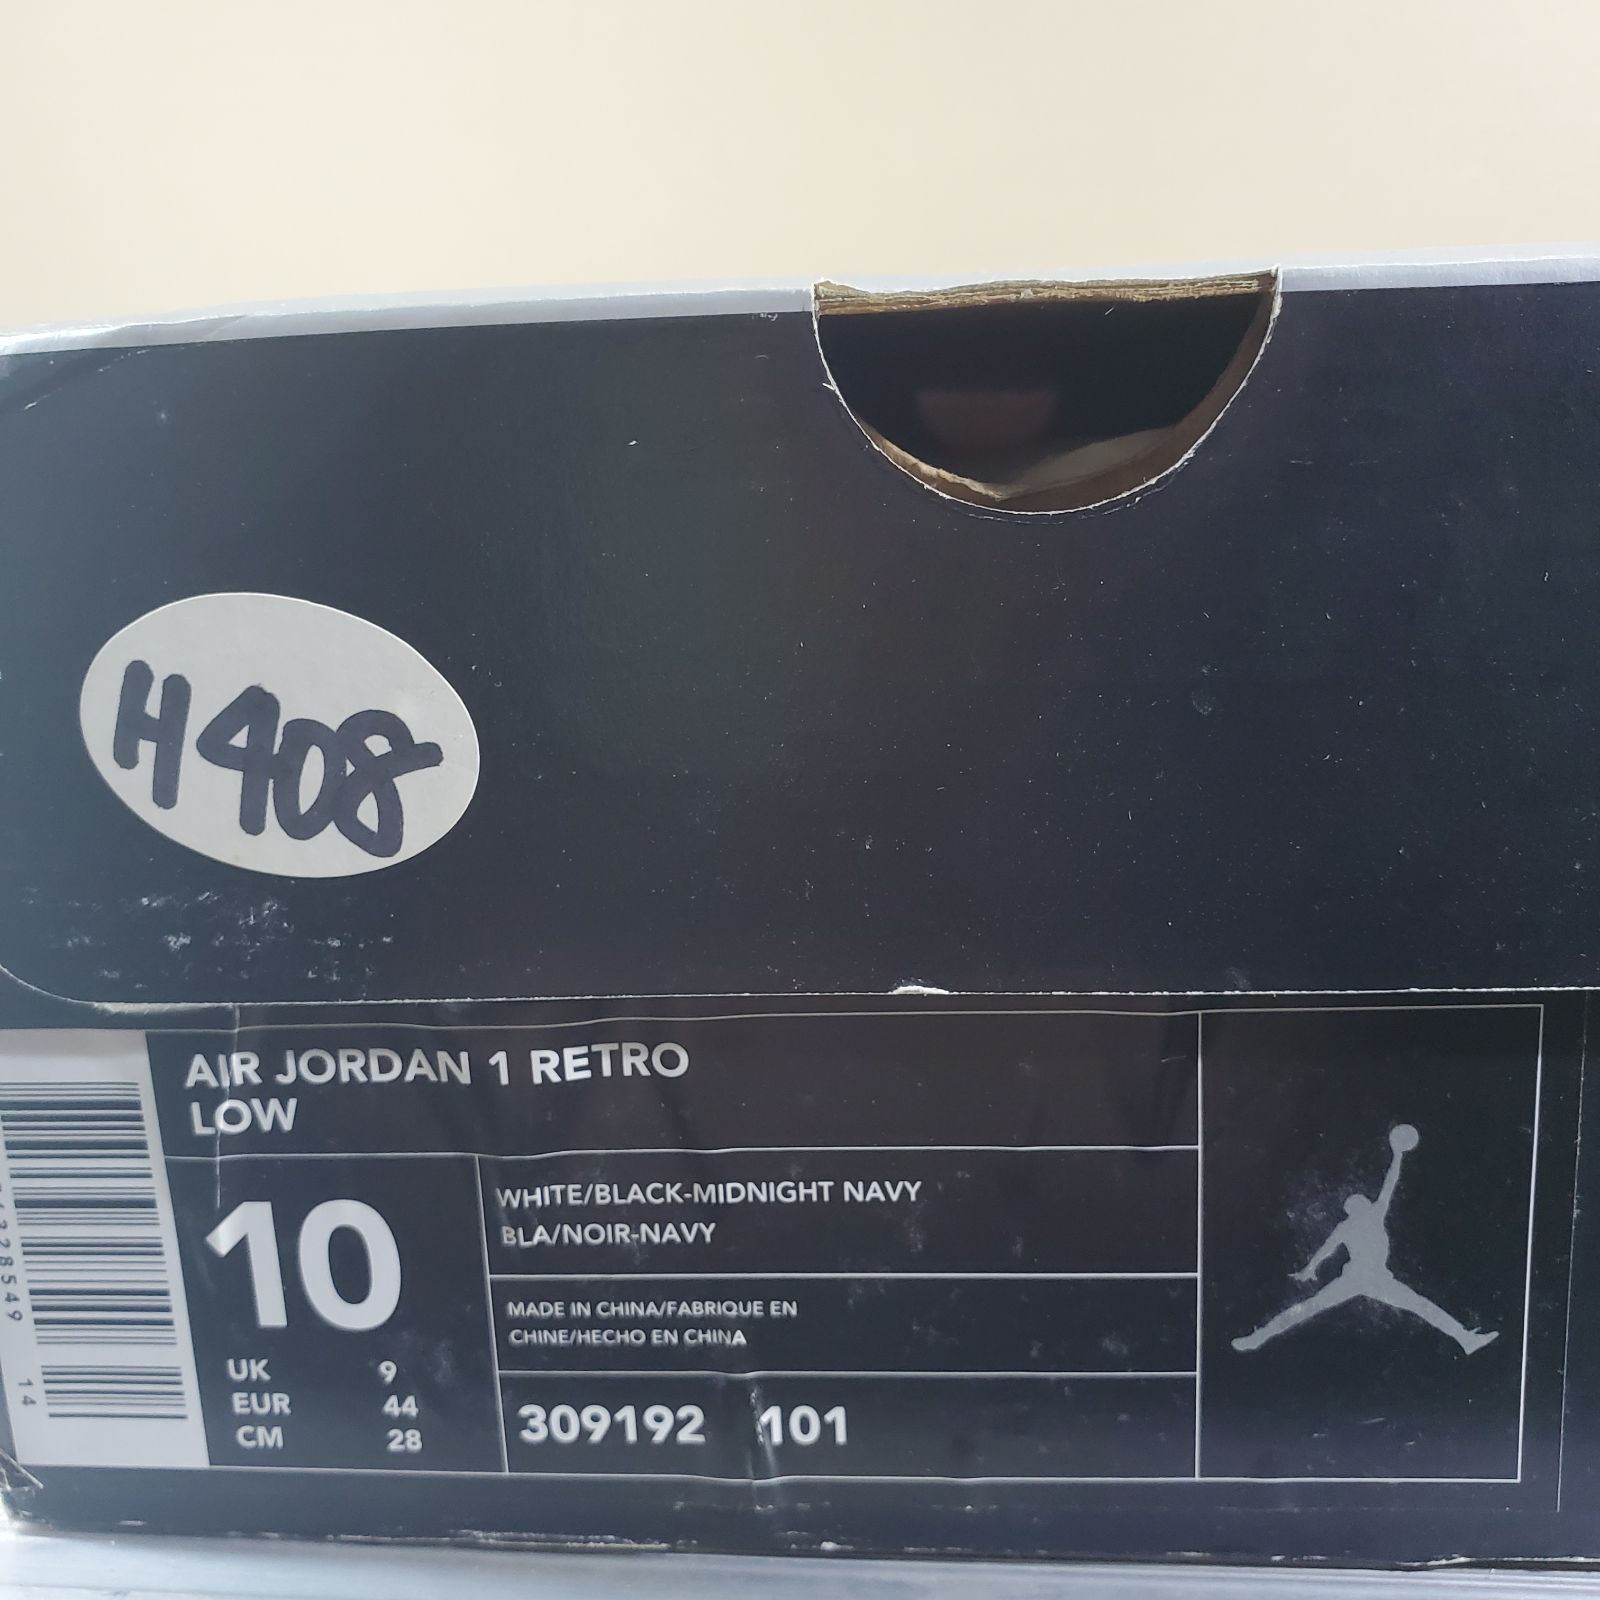 H408
AIR JORDAN 1 RETRO
LOW
10
UK 9
EUR 44
CM 28
WHITE/BLACK-MIDNIGHT NAVY
BLA/NOIR-NAVY
MADE IN CHINA/FABRIQUE EN
CHINE/HECHO EN CHINA
309192 101
14